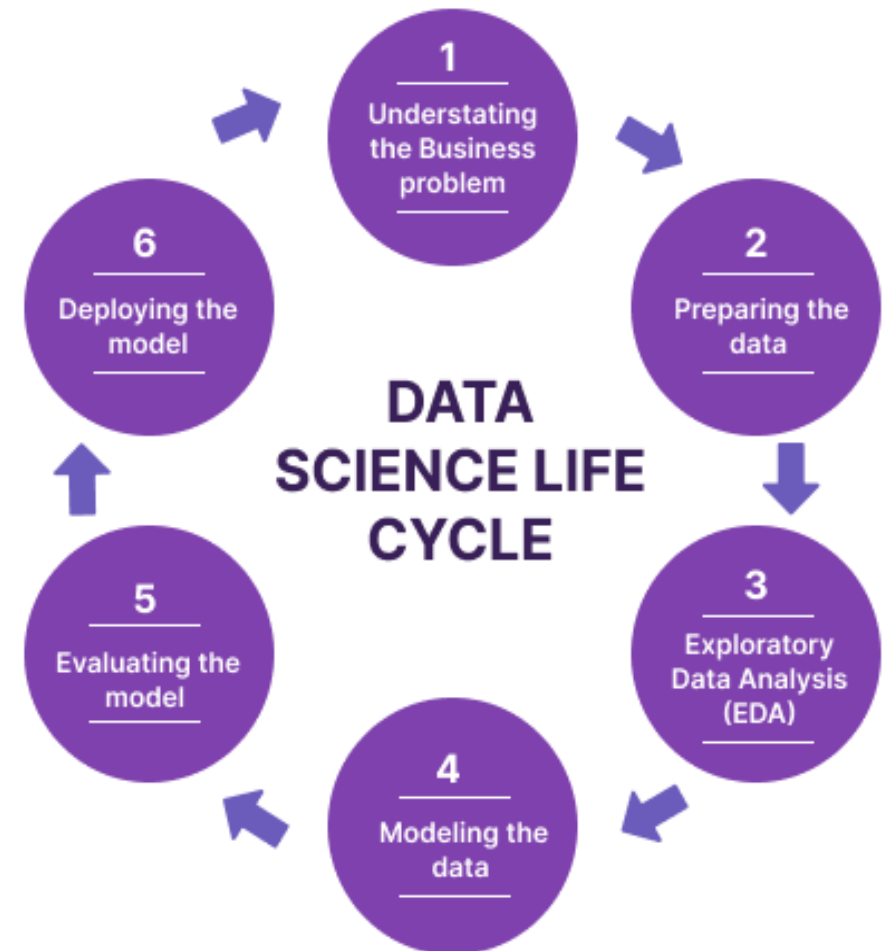 1
Understating
the Business
problem
2
Preparing the
data
3
Exploratory
Data Analysis
(EDA)
4
Modeling the
data
5
Evaluating the
model
6
Deploying the
model
DATA
SCIENCE LIFE
CYCLE